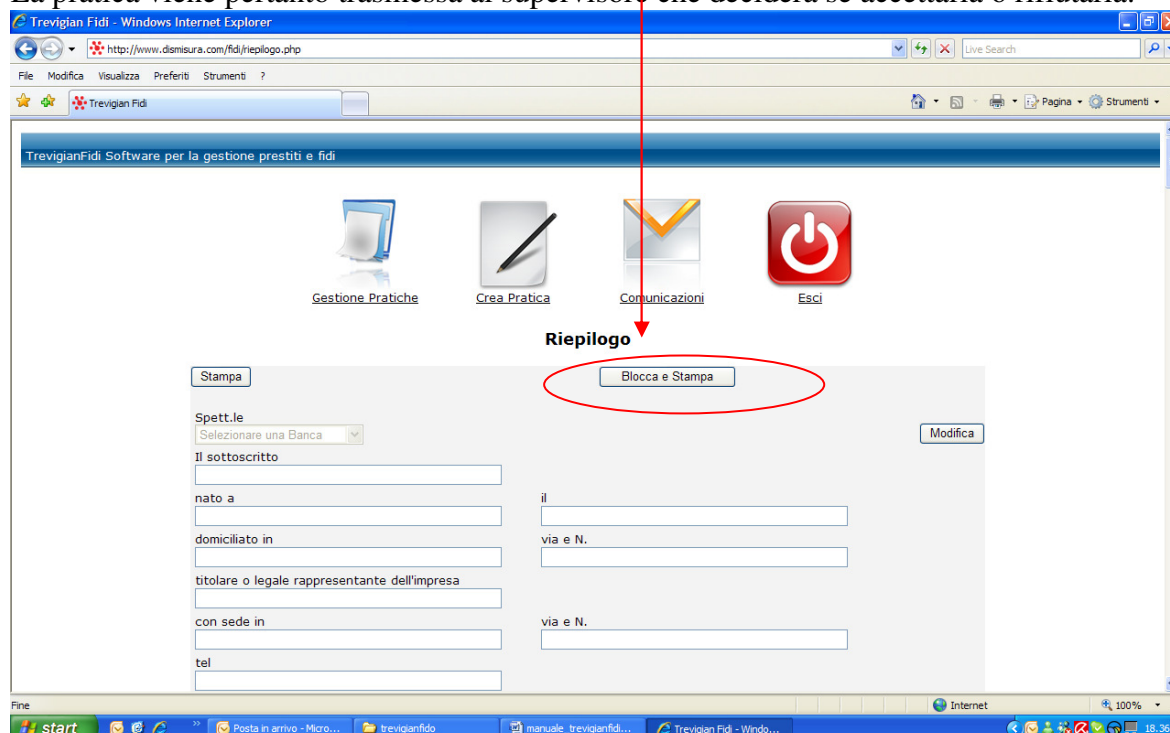 La pratica viene pertanto trasmessa al supervisore che deciderà se accettarla o rifiutarla.
Trevigian Fidi - Windows Internet Explorer
http://www.dismisura.com/fidi/riepilogo.php
Live Search
File Modifica Visualizza Preferiti Strumenti ?
Trevigian Fidi
Pagina
Strumenti
TrevigianFidi Software per la gestione prestiti e fidi
Gestione Pratiche Crea Pratica Comunicazioni Esci
Riepilogo
Stampa Blocca e Stampa
Spett.le
Selezionare una Banca Modifica
Il sottoscritto
nato a il
domiciliato in via e N.
titolare o legale rappresentante dell'impresa
con sede in via e N.
tel
Fine Internet 100%
start Posta in arrivo - Micro... trevigianfido manuale trevigianfidi... Trevigian Fidi - Windo... 18.36